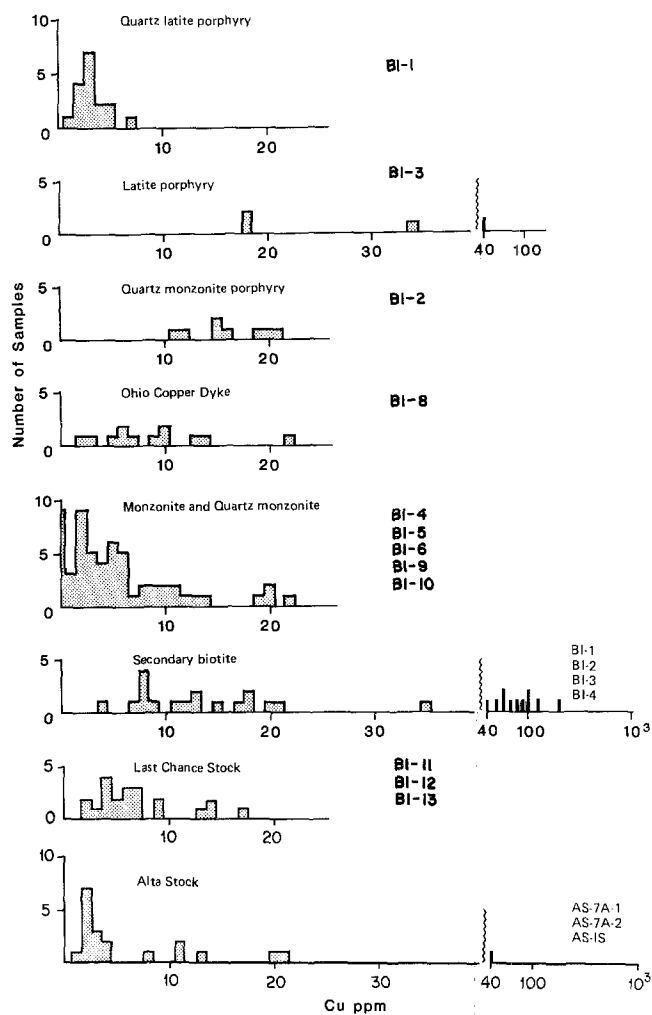 Quartz latite porphyry
10
5
0
10 20
BI-1
Latite porphyry
BI-3
5
0
10 20 30 40 100
Quartz monzonite porphyry
BI-2
5
0
10 20
Number of Samples
Ohio Copper Dyke
BI-8
5
0
10 20
Monzonite and Quartz monzonite
BI-4
BI-5
BI-6
BI-9
BI-10
10
5
0
10 20
Secondary biotite
BI-1
BI-2
BI-3
BI-4
5
0
10 20 30 40 100 10³
Last Chance Stock
BI-11
BI-12
BI-13
5
0
10 20
Alta Stock
AS-7A-1
AS-7A-2
AS-IS
10
5
0
10 20 30 40 100 10³
Cu ppm